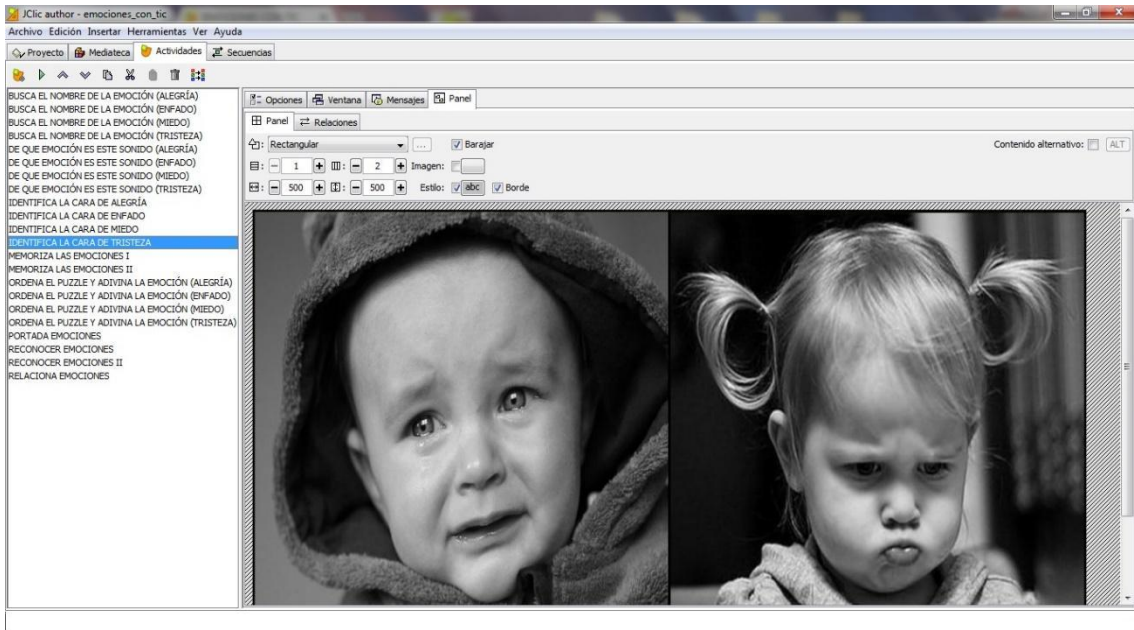 JClic author - emociones_con_tic
Archivo Edición Insertar Herramientas Ver Ayuda
Proyecto Mediateca Actividades Secuencias
BUSCA EL NOMBRE DE LA EMOCIÓN (ALEGRÍA)
BUSCA EL NOMBRE DE LA EMOCIÓN (ENFADO)
BUSCA EL NOMBRE DE LA EMOCIÓN (MIEDO)
BUSCA EL NOMBRE DE LA EMOCIÓN (TRISTEZA)
DE QUE EMOCIÓN ES ESTE SONIDO (ALEGRÍA)
DE QUE EMOCIÓN ES ESTE SONIDO (ENFADO)
DE QUE EMOCIÓN ES ESTE SONIDO (MIEDO)
DE QUE EMOCIÓN ES ESTE SONIDO (TRISTEZA)
IDENTIFICA LA CARA DE ALEGRÍA
IDENTIFICA LA CARA DE ENFADO
IDENTIFICA LA CARA DE MIEDO
IDENTIFICA LA CARA DE TRISTEZA
MEMORIZA LAS EMOCIONES I
MEMORIZA LAS EMOCIONES II
ORDENA EL PUZZLE Y ADIVINA LA EMOCIÓN (ALEGRÍA)
ORDENA EL PUZZLE Y ADIVINA LA EMOCIÓN (ENFADO)
ORDENA EL PUZZLE Y ADIVINA LA EMOCIÓN (MIEDO)
ORDENA EL PUZZLE Y ADIVINA LA EMOCIÓN (TRISTEZA)
PORTADA EMOCIONES
RECONOCER EMOCIONES
RECONOCER EMOCIONES II
RELACIONA EMOCIONES
Opciones Ventana Mensajes Panel
Panel Relaciones
Rectangular ... Barajar Contenido alternativo: ALT
1 2 Imagen:
500 500 Estilo: abc Borde